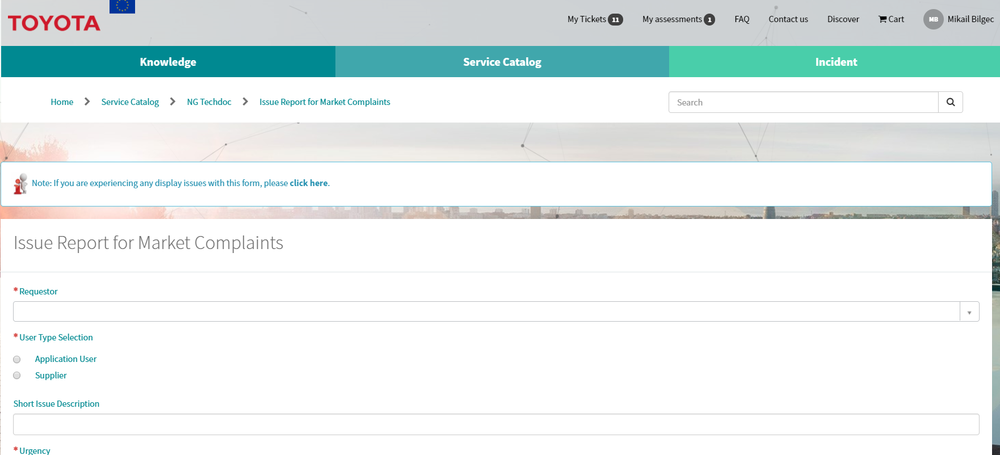 TOYOTA
My Tickets 11 My assessments 1 FAQ Contact us Discover Cart MB Mikail Bilgec
Knowledge Service Catalog Incident
Home Service Catalog NG Techdoc Issue Report for Market Complaints Search
Note: If you are experiencing any display issues with this form, please click here.
Issue Report for Market Complaints
* Requestor
* User Type Selection
Application User
Supplier
Short Issue Description
* Urgency